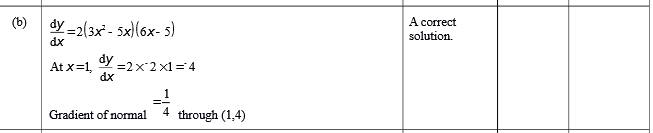 (b) dy/dx =2(3x² - 5x)(6x- 5) A correct solution.
At x=1, dy/dx =2×⁻2×1=⁻4
Gradient of normal =1/4 through (1,4)